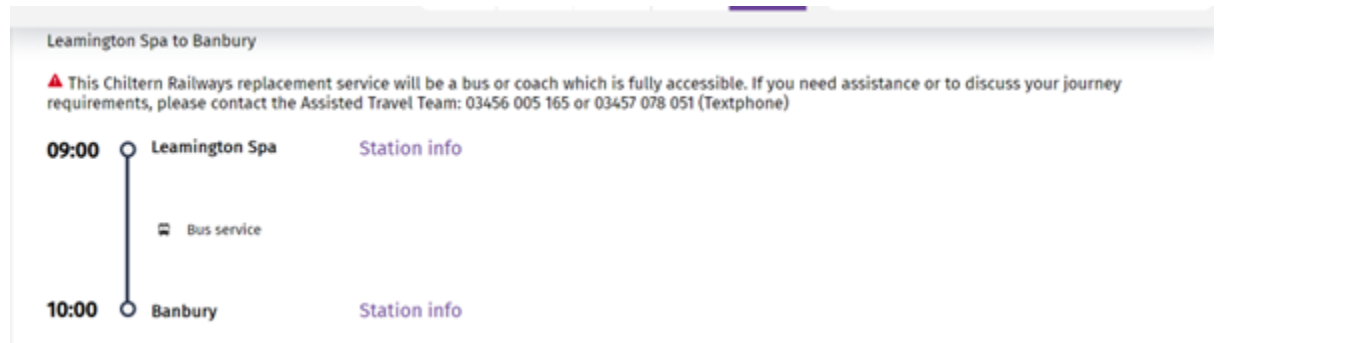 Leamington Spa to Banbury
This Chiltern Railways replacement service will be a bus or coach which is fully accessible. If you need assistance or to discuss your journey
requirements, please contact the Assisted Travel Team: 03456 005 165 or 03457 078 051 (Textphone)
09:00 Leamington Spa Station info
Bus service
10:00 Banbury Station info